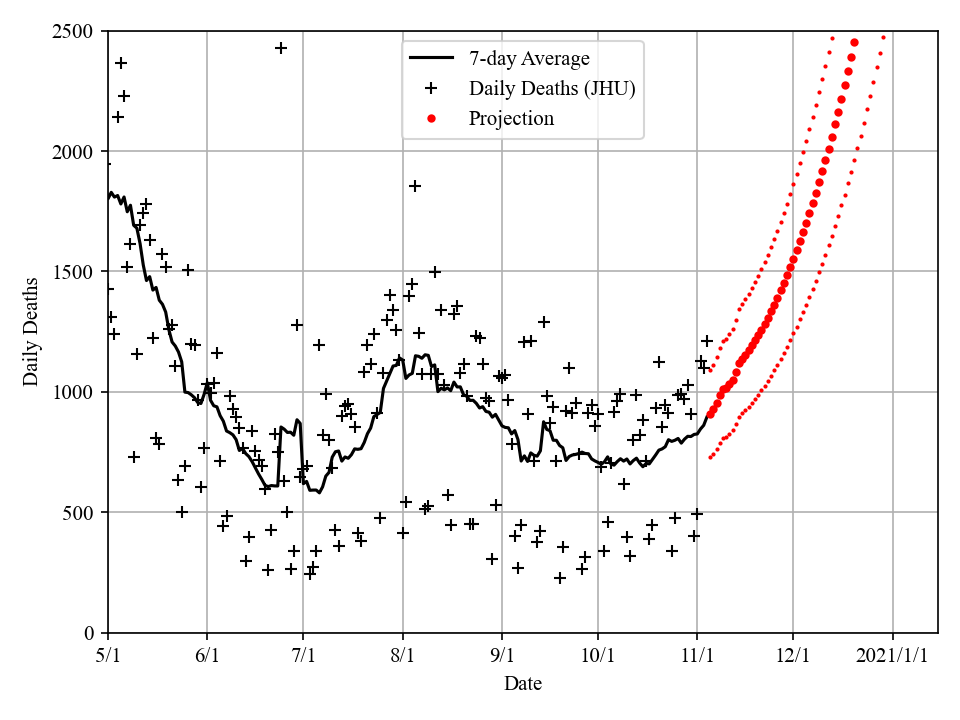 2500
2000
1500
1000
500
0
Daily Deaths
7-day Average
Daily Deaths (JHU)
Projection
5/1 6/1 7/1 8/1 9/1 10/1 11/1 12/1 2021/1/1
Date